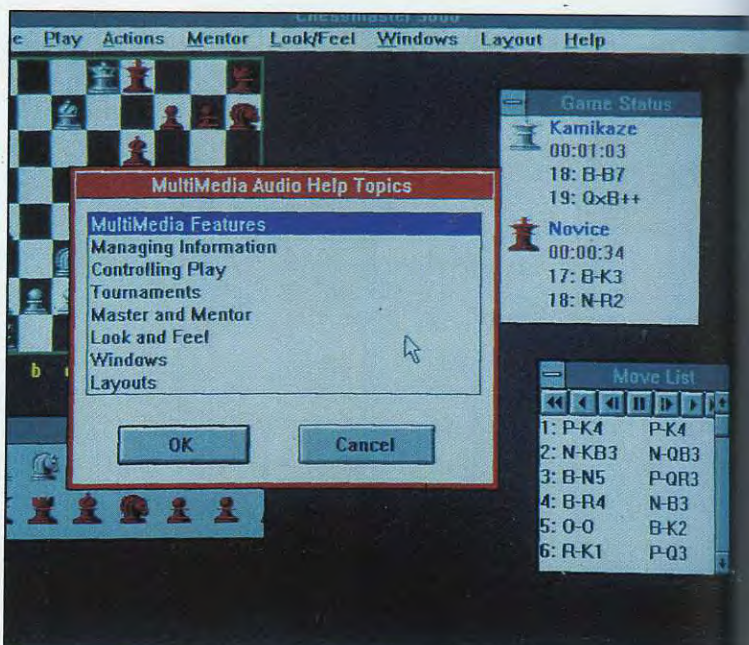 Chessmaster 3000
e Play Actions Mentor Look/Feel Windows Layout Help
Game Status
Kamikaze
00:01:03
18: B-B7
19: QxB++
Novice
00:00:34
17: B-K3
18: N-R2
MultiMedia Audio Help Topics
MultiMedia Features
Managing Information
Controlling Play
Tournaments
Master and Mentor
Look and Feel
Windows
Layouts
OK Cancel
b
Move List
1: P-K4 P-K4
2: N-KB3 N-QB3
3: B-N5 P-QR3
4: B-R4 N-B3
5: O-O B-K2
6: R-K1 P-Q3